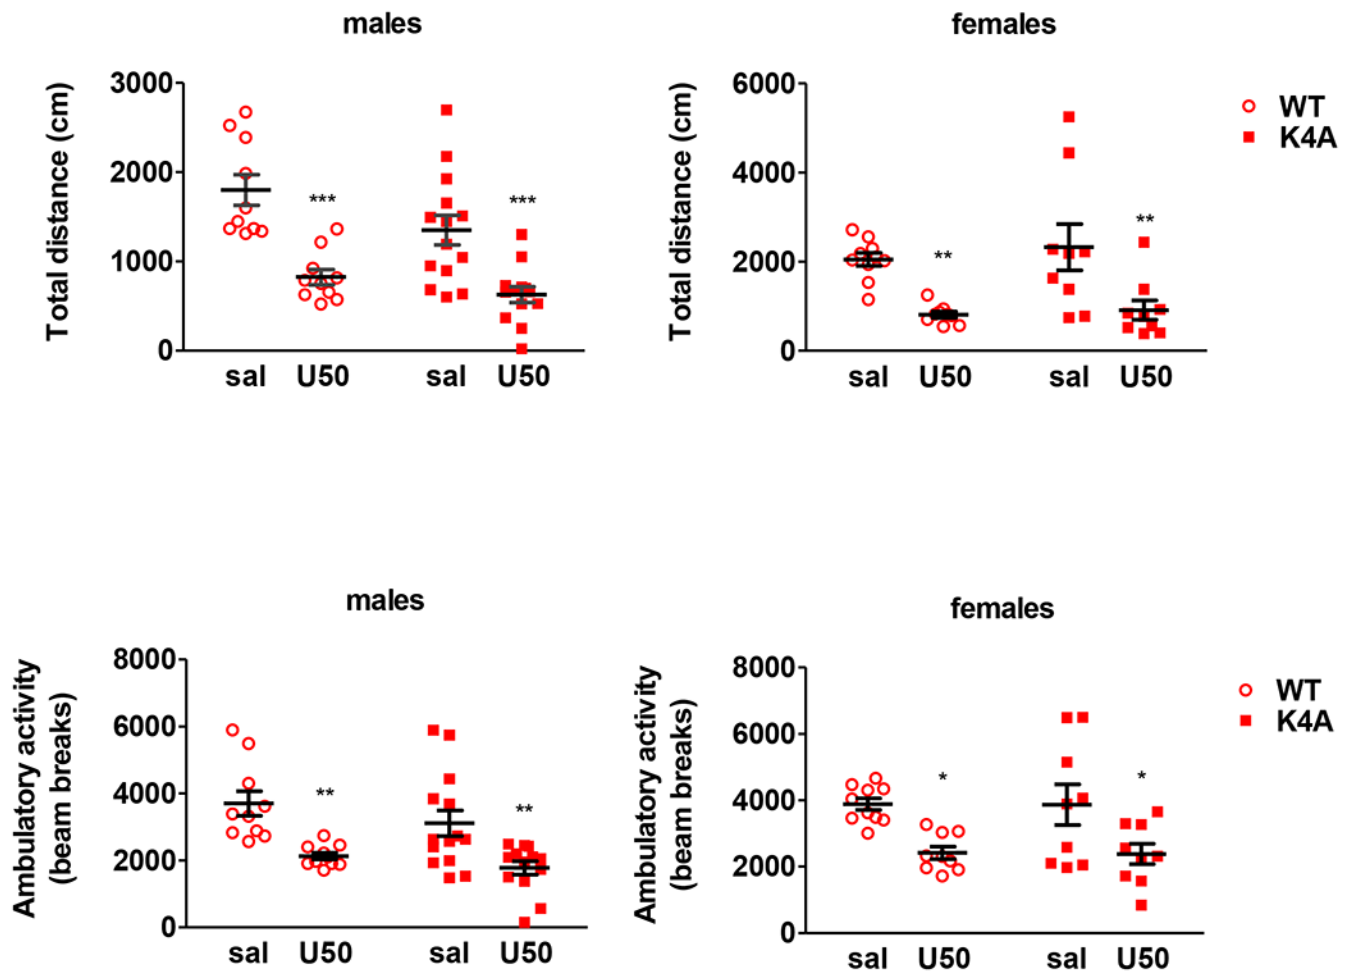 males
females
Total distance (cm)
3000
2000
1000
0
***
***
sal U50 sal U50
Total distance (cm)
6000
4000
2000
0
**
**
sal U50 sal U50
WT
K4A
males
females
Ambulatory activity
(beam breaks)
8000
6000
4000
2000
0
**
**
sal U50 sal U50
Ambulatory activity
(beam breaks)
8000
6000
4000
2000
0
*
*
sal U50 sal U50
WT
K4A